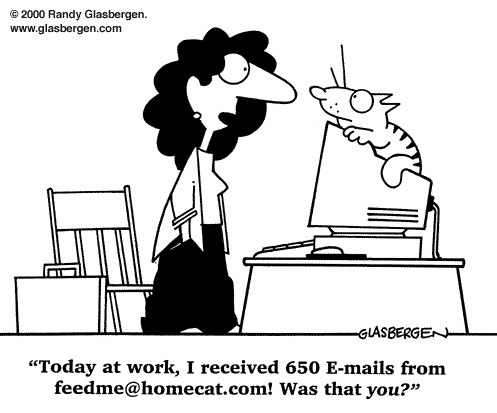 © 2000 Randy Glasbergen.
www.glasbergen.com
GLASBERGEN
“Today at work, I received 650 E-mails from
feedme@homecat.com! Was that you?”